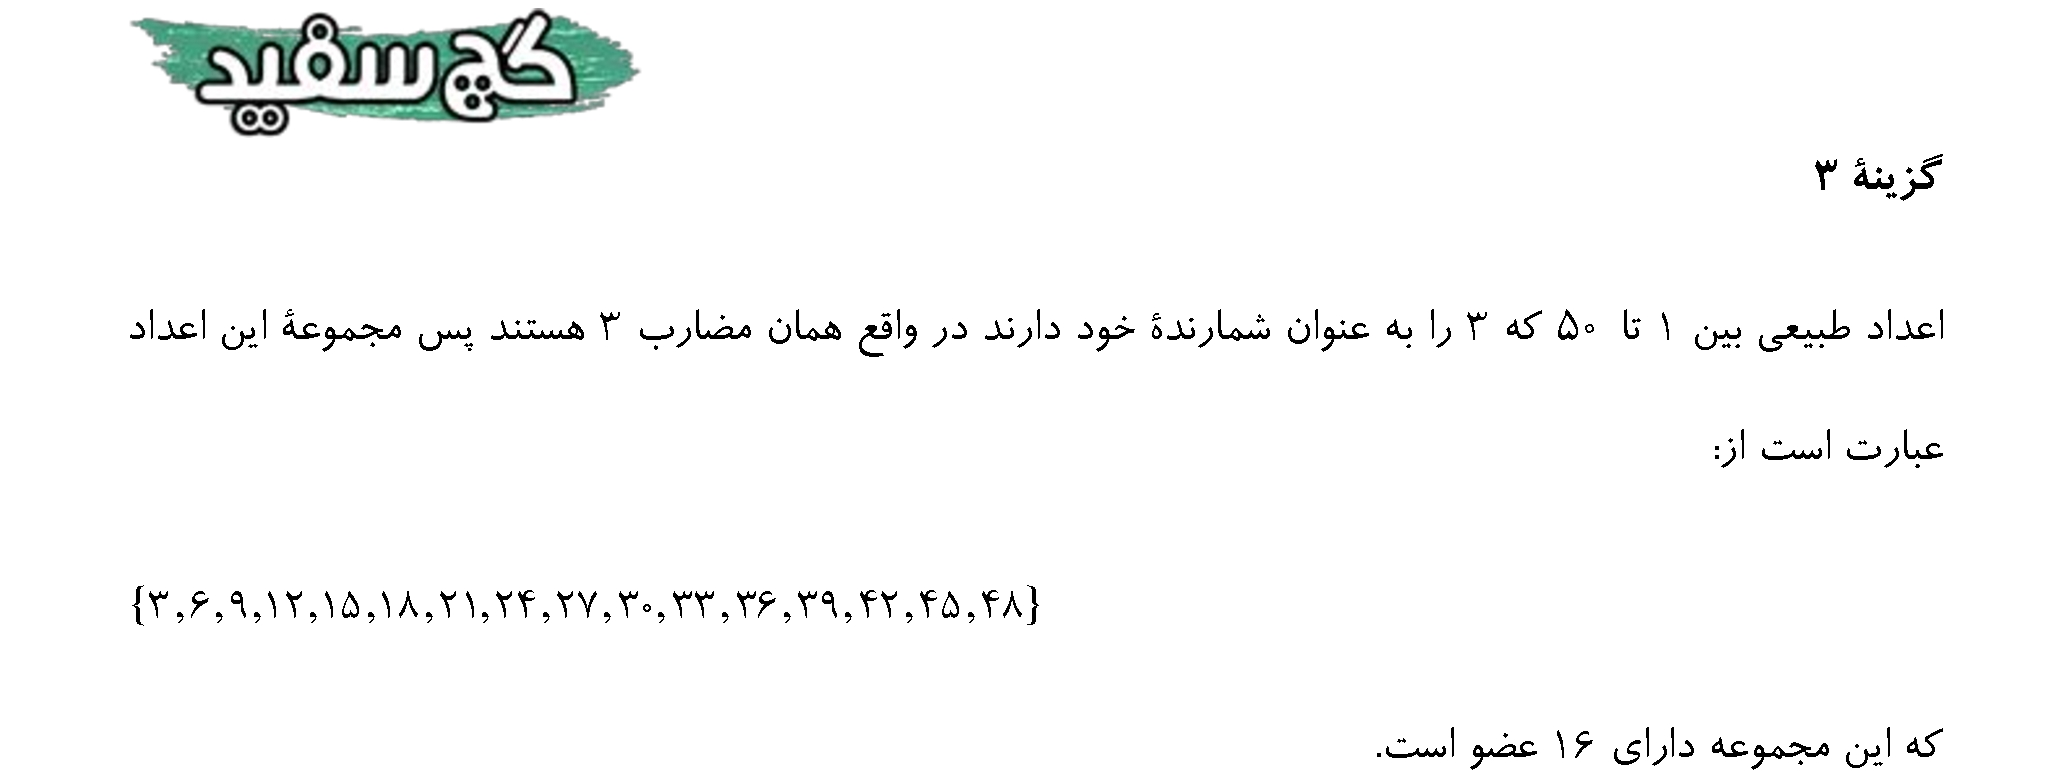 گچ سفید
گزینهٔ ۳
اعداد طبیعی بین ۱ تا ۵۰ که ۳ را به عنوان شمارندهٔ خود دارند در واقع همان مضارب ۳ هستند پس مجموعهٔ این اعداد
عبارت است از:
{۳,۶,۹,۱۲,۱۵,۱۸,۲۱,۲۴,۲۷,۳۰,۳۳,۳۶,۳۹,۴۲,۴۵,۴۸}
که این مجموعه دارای ۱۶ عضو است.